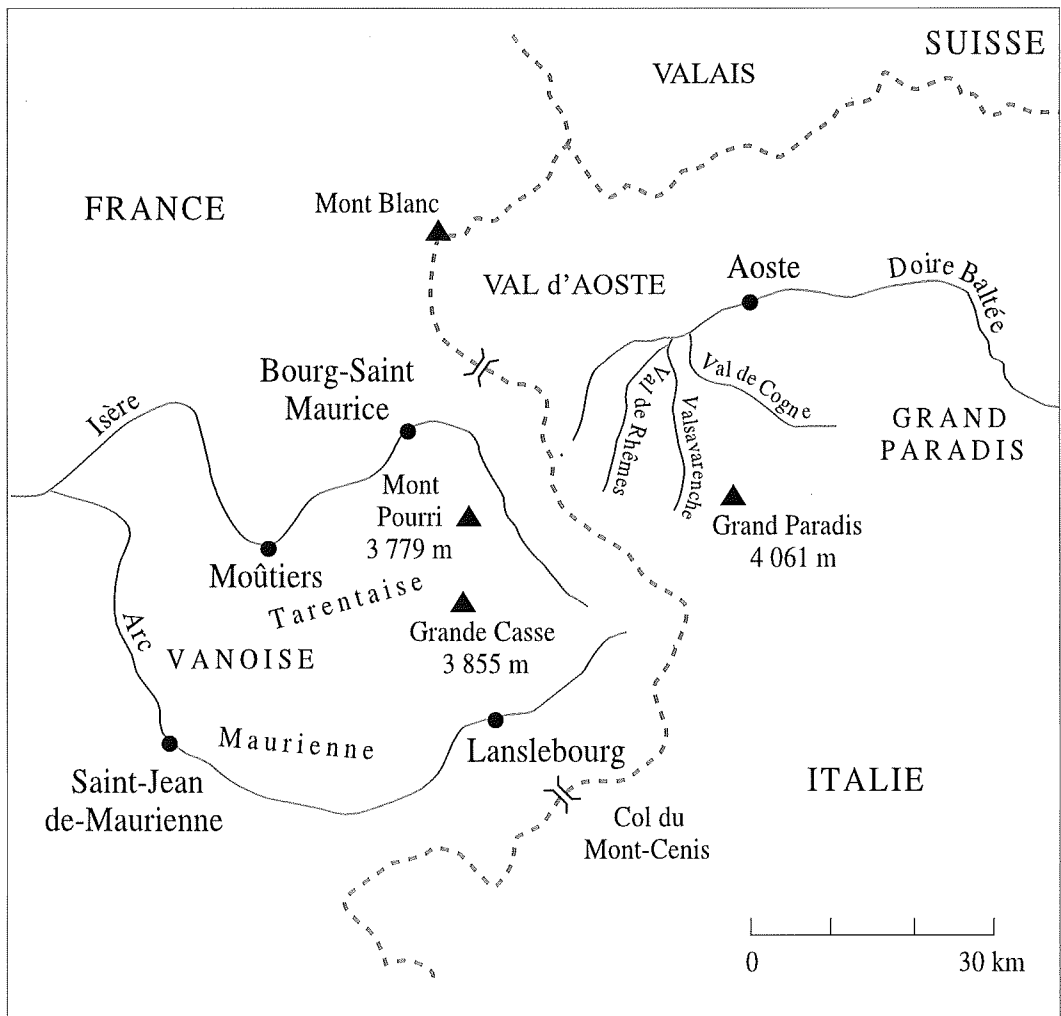 SUISSE
VALAIS
FRANCE
Mont Blanc
VAL d'AOSTE
Aoste
Doire Baltée
Bourg-Saint
Maurice
Isère
Val de Rhêmes
Valsavarenche
Val de Cogne
GRAND
PARADIS
Mont
Pourri
3 779 m
Grand Paradis
4 061 m
Moûtiers
Tarentaise
Arc
Grande Casse
3 855 m
VANOISE
Maurienne
Lanslebourg
Saint-Jean
de-Maurienne
ITALIE
Col du
Mont-Cenis
0 30 km